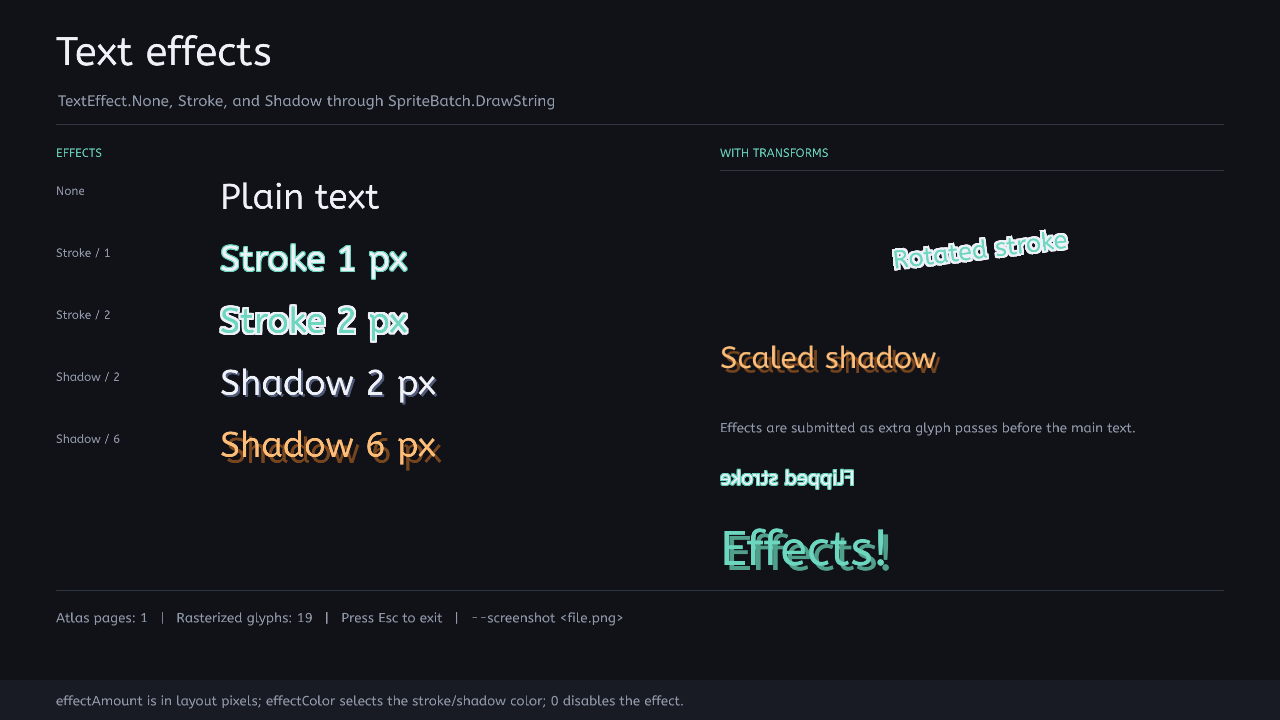 Text effects
TextEffect.None, Stroke, and Shadow through SpriteBatch.DrawString
EFFECTS
None
Plain text
Stroke / 1
Stroke 1 px
Stroke / 2
Stroke 2 px
Shadow / 2
Shadow 2 px
Shadow / 6
Shadow 6 px
WITH TRANSFORMS
Rotated stroke
Scaled shadow
Effects are submitted as extra glyph passes before the main text.
Flipped stroke
Effects!
Atlas pages: 1 | Rasterized glyphs: 19 | Press Esc to exit | --screenshot <file.png>
effectAmount is in layout pixels; effectColor selects the stroke/shadow color; 0 disables the effect.